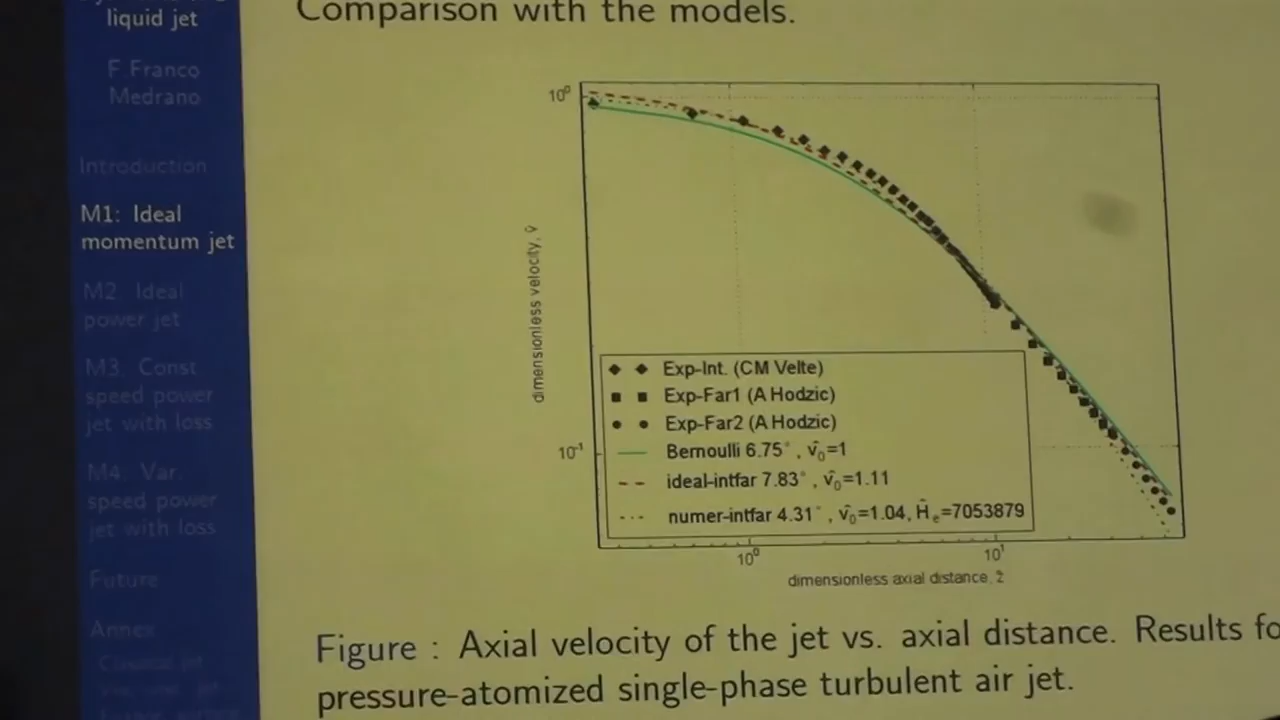 liquid jet
F Franco
Medrano
Introduction
M1: Ideal
momentum jet
M2. Ideal
power jet
M3. Const
speed power
jet with loss
M4. Var.
speed power
jet with loss
Future
Annex
Comparison with the models.
10⁰
10⁻¹
dimensionless velocity, v̂
Exp-Int. (CM Velte)
Exp-Far1 (A Hodzic)
Exp-Far2 (A Hodzic)
Bernoulli 6.75°, v̂₀=1
ideal-intfar 7.83°, v̂₀=1.11
numer-intfar 4.31°, v̂₀=1.04, Ĥₑ=7053879
10⁰
10¹
dimensionless axial distance, ẑ
Figure : Axial velocity of the jet vs. axial distance. Results fo
pressure-atomized single-phase turbulent air jet.